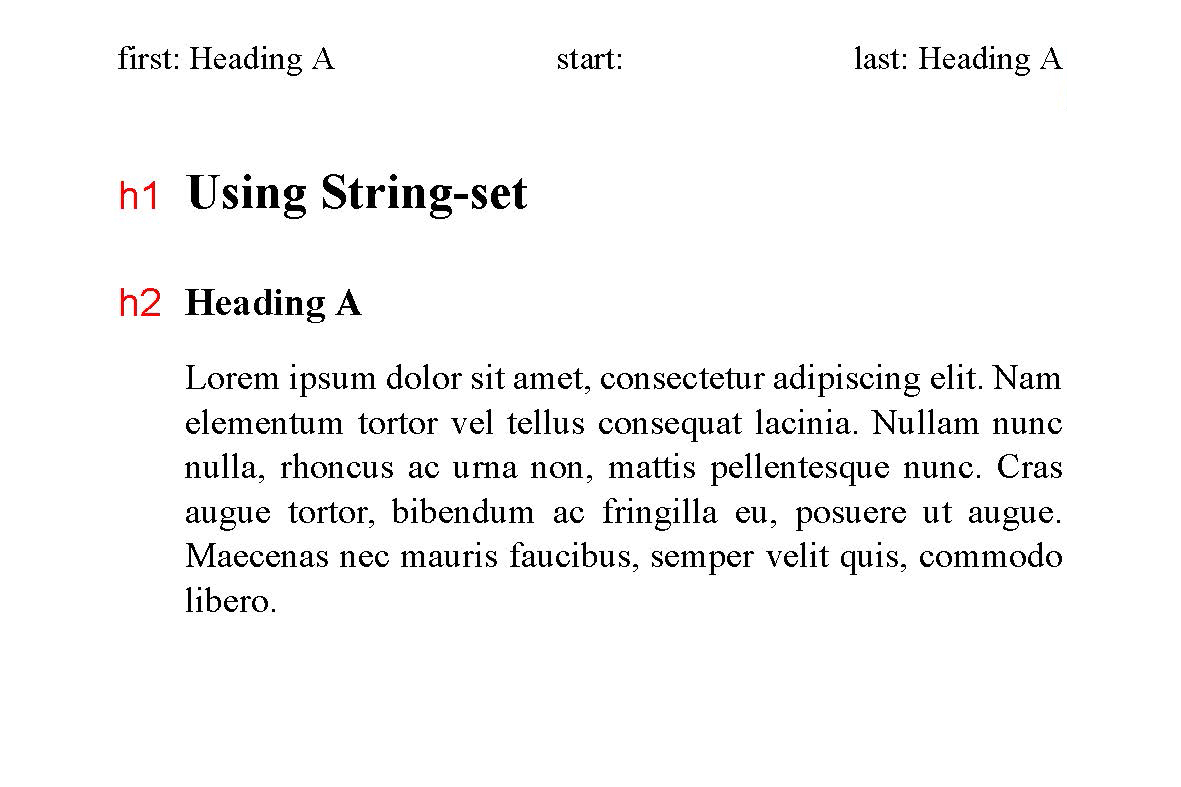 first: Heading A start: last: Heading A
h1 Using String-set
h2 Heading A
Lorem ipsum dolor sit amet, consectetur adipiscing elit. Nam
elementum tortor vel tellus consequat lacinia. Nullam nunc
nulla, rhoncus ac urna non, mattis pellentesque nunc. Cras
augue tortor, bibendum ac fringilla eu, posuere ut augue.
Maecenas nec mauris faucibus, semper velit quis, commodo
libero.